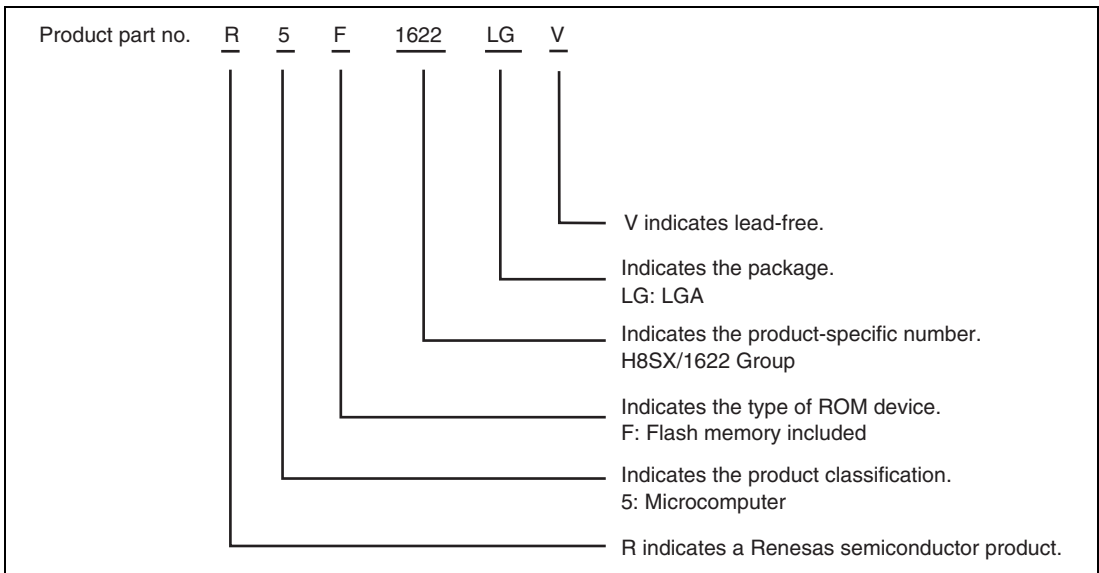 Product part no. R 5 F 1622 LG V
V indicates lead-free.
Indicates the package.
LG: LGA
Indicates the product-specific number.
H8SX/1622 Group
Indicates the type of ROM device.
F: Flash memory included
Indicates the product classification.
5: Microcomputer
R indicates a Renesas semiconductor product.